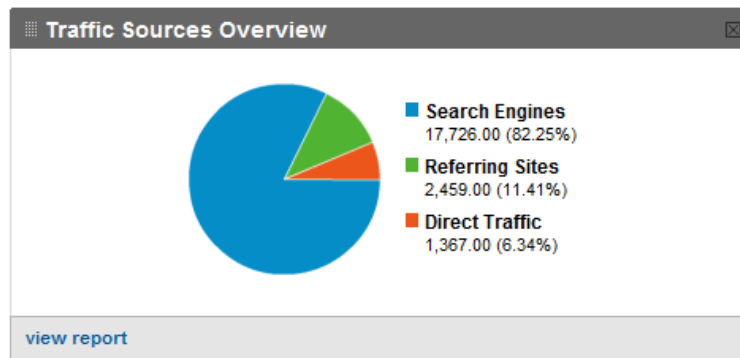 Traffic Sources Overview
Search Engines
17,726.00 (82.25%)
Referring Sites
2,459.00 (11.41%)
Direct Traffic
1,367.00 (6.34%)
view report